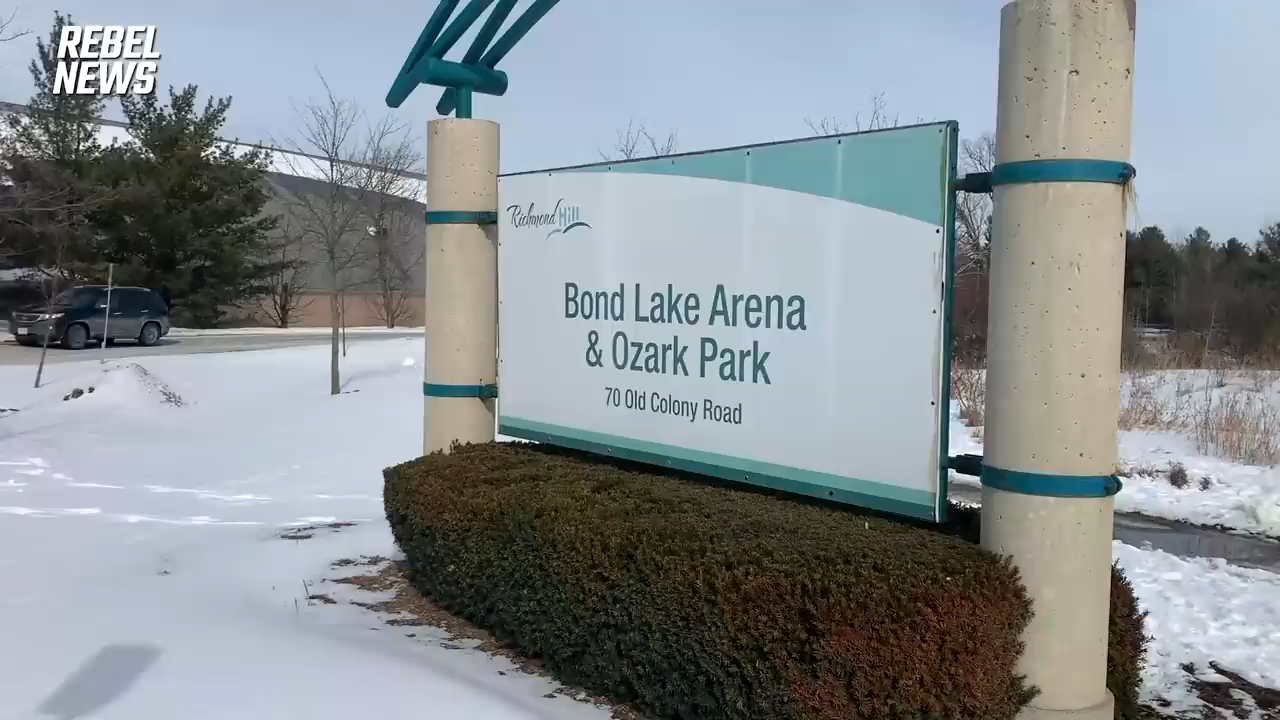 REBEL
NEWS
Richmond Hill
Bond Lake Arena
& Ozark Park
70 Old Colony Road